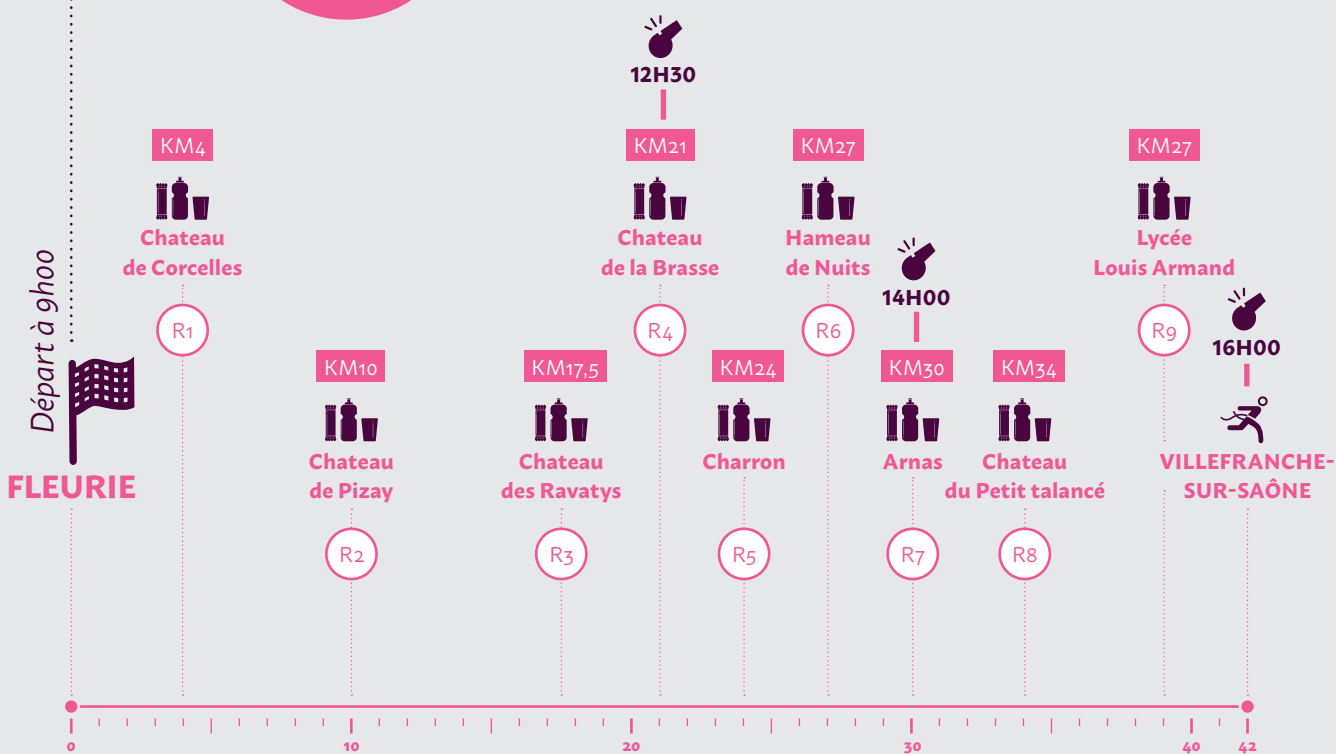 Départ à 9h00
FLEURIE
KM4
Chateau
de Corcelles
R1
KM10
Chateau
de Pizay
R2
KM17,5
Chateau
des Ravatys
R3
12H30
KM21
Chateau
de la Brasse
R4
KM24
Charron
R5
KM27
Hameau
de Nuits
R6
14H00
KM30
Arnas
R7
KM34
Chateau
du Petit talancé
R8
KM27
Lycée
Louis Armand
R9
16H00
VILLEFRANCHE-
SUR-SAÔNE
0 10 20 30 40 42